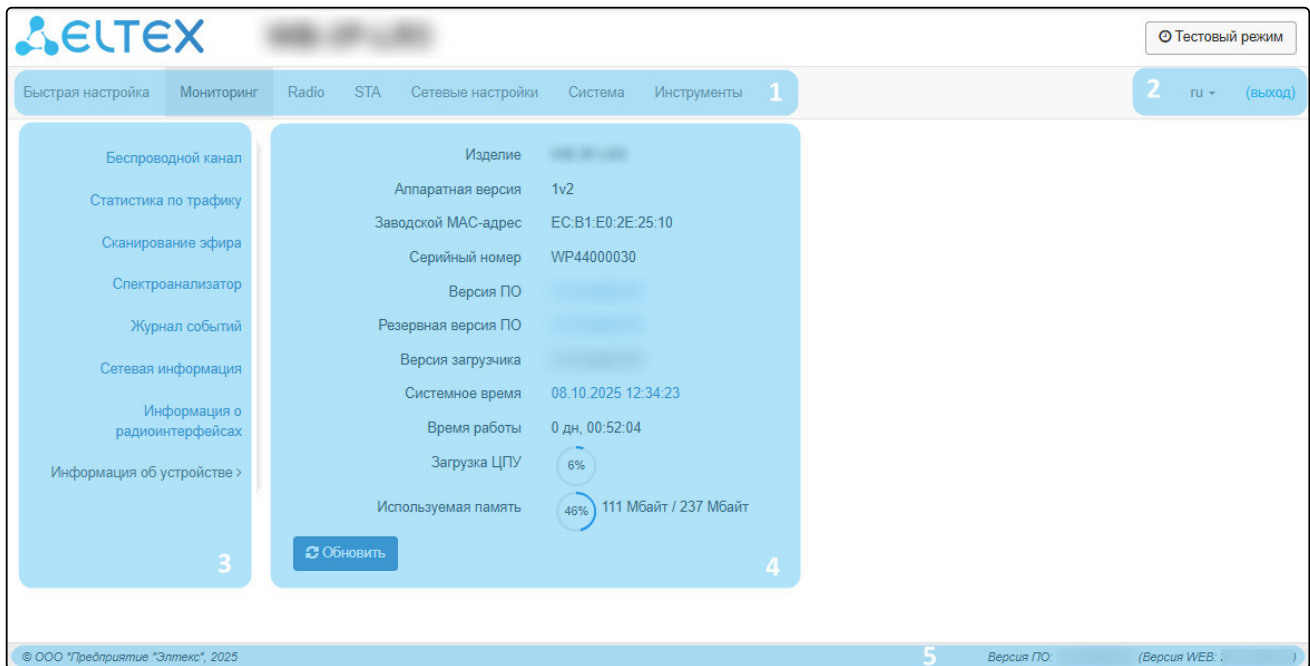 ELTEX
Тестовый режим
Быстрая настройка Мониторинг Radio STA Сетевые настройки Система Инструменты 1
2 ru (выход)
Беспроводной канал
Статистика по трафику
Сканирование эфира
Спектроанализатор
Журнал событий
Сетевая информация
Информация о
радиоинтерфейсах
Информация об устройстве >
3
Изделие
Аппаратная версия 1v2
Заводской MAC-адрес EC:B1:E0:2E:25:10
Серийный номер WP44000030
Версия ПО
Резервная версия ПО
Версия загрузчика
Системное время 08.10.2025 12:34:23
Время работы 0 дн, 00:52:04
Загрузка ЦПУ 6%
Используемая память 46% 111 Мбайт / 237 Мбайт
Обновить
4
© ООО "Предприятие "Элтекс", 2025
5
Версия ПО: (Версия WEB: )